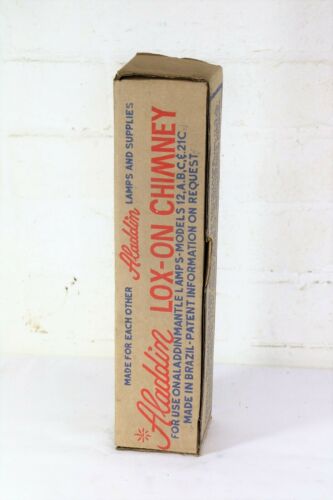 MADE FOR EACH OTHER Aladdin LAMPS AND SUPPLIES
Aladdin LOX-ON CHIMNEY
FOR USE ON ALADDIN MANTLE LAMPS-MODELS 12,A,B,C,E.21C
MADE IN BRAZIL-PATENT INFORMATION ON REQUEST